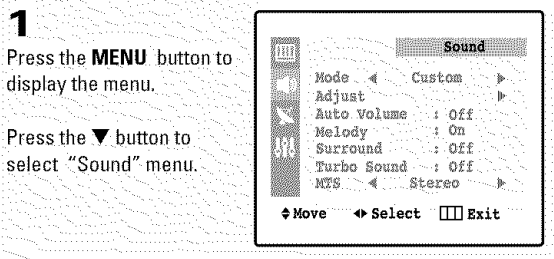 1
Press the MENU button to
display the menu.
Press the ▼ button to
select "Sound" menu.
Sound
Mode ◀ Custom ▶
Adjust ▶
Auto Volume : Off
Melody : On
Surround : Off
Turbo Sound : Off
MTS ◀ Stereo ▶
Move Select Exit